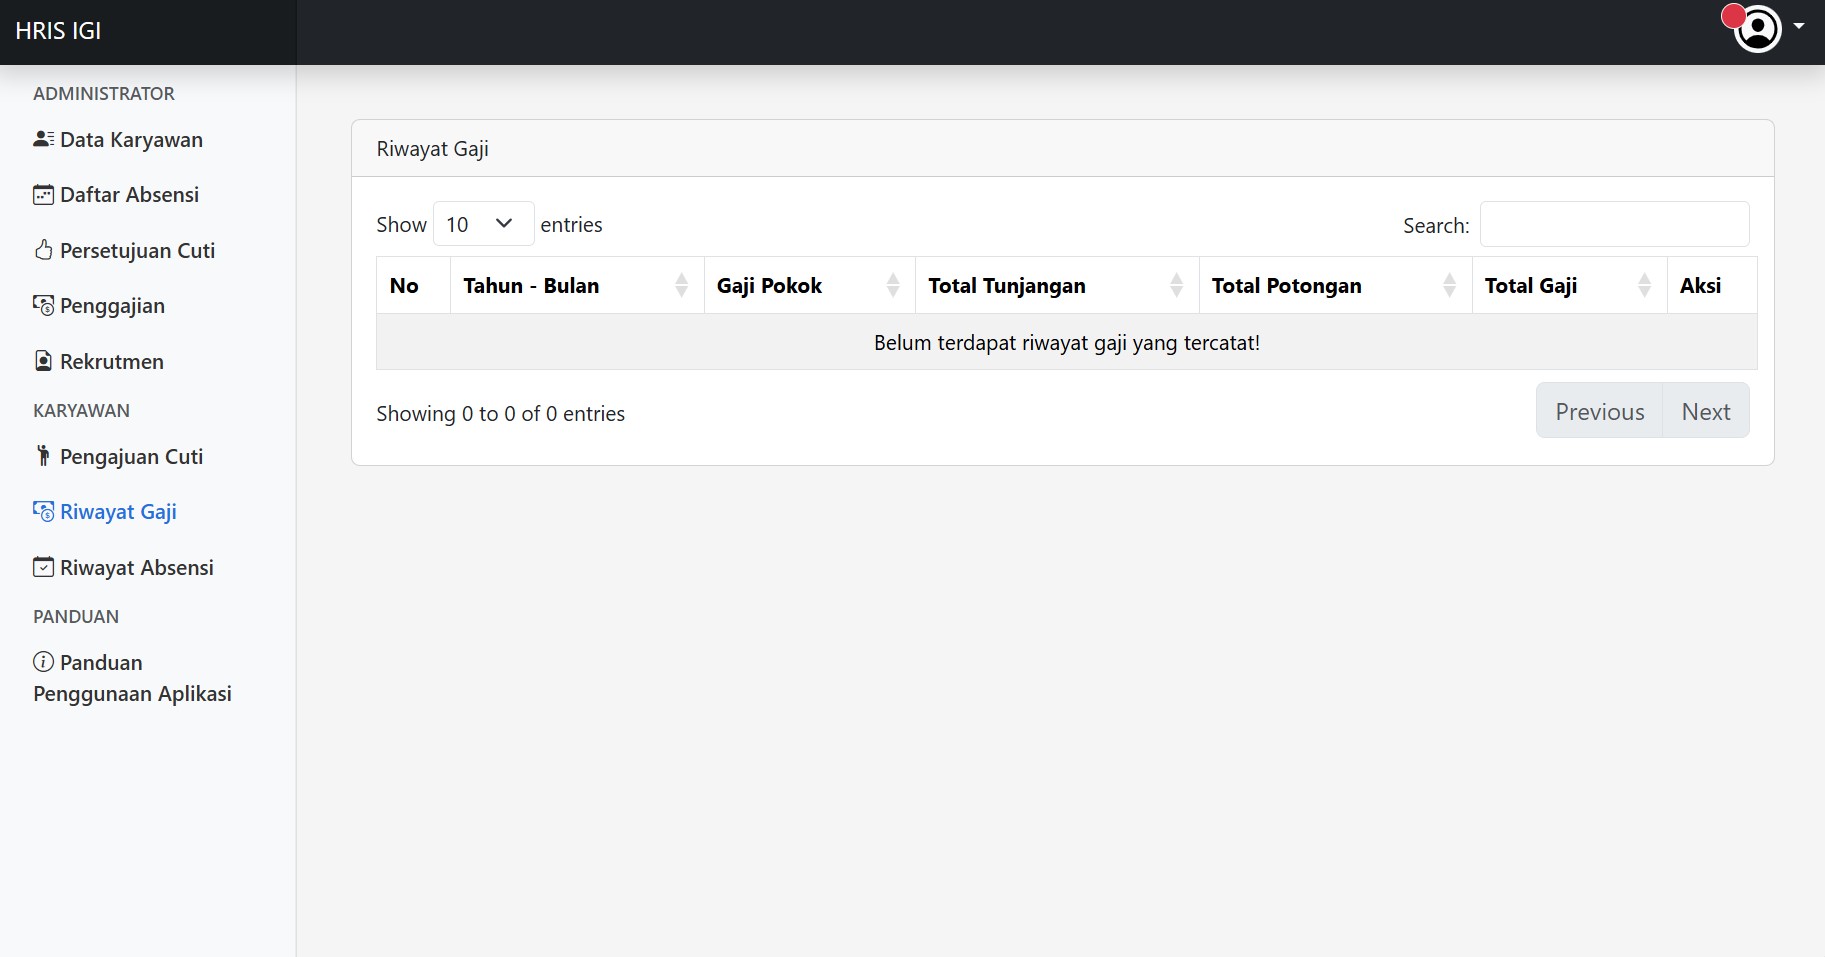 HRIS IGI
ADMINISTRATOR
Data Karyawan
Daftar Absensi
Persetujuan Cuti
Penggajian
Rekrutmen
KARYAWAN
Pengajuan Cuti
Riwayat Gaji
Riwayat Absensi
PANDUAN
Panduan
Penggunaan Aplikasi
Riwayat Gaji
Show 10 entries
Search:
No Tahun - Bulan Gaji Pokok Total Tunjangan Total Potongan Total Gaji Aksi
Belum terdapat riwayat gaji yang tercatat!
Showing 0 to 0 of 0 entries
Previous Next